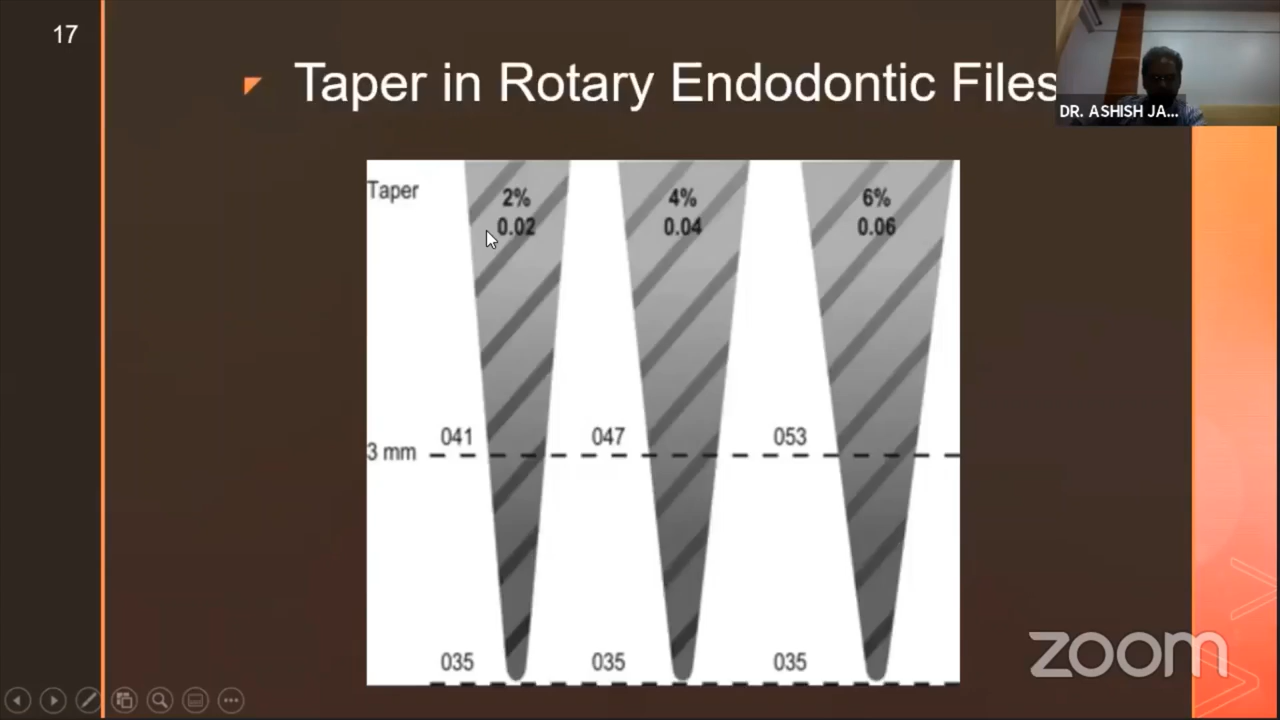 17
Taper in Rotary Endodontic Files
DR. ASHISH JA...
Taper
2% 4% 6%
0.02 0.04 0.06
3 mm 041 047 053
035 035 035
zoom